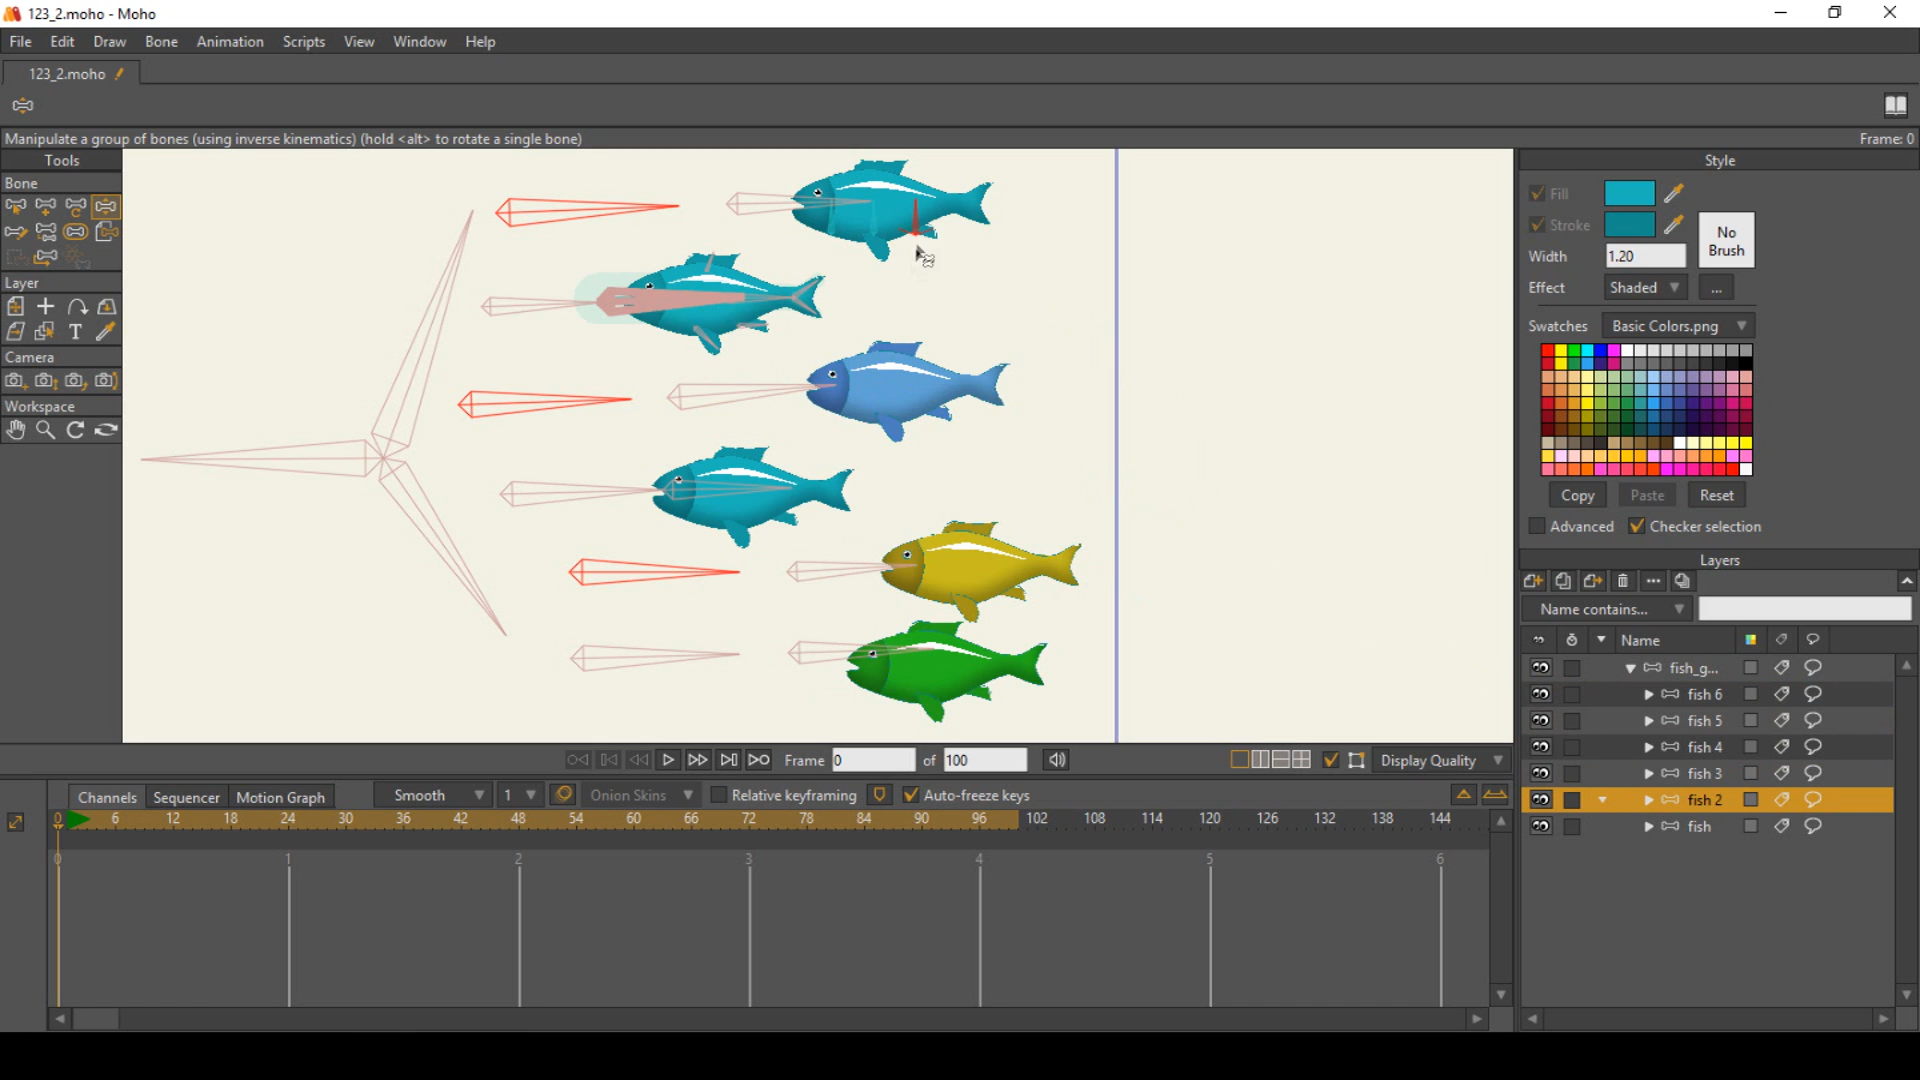 123_2.moho - Moho
File Edit Draw Bone Animation Scripts View Window Help
123_2.moho
Manipulate a group of bones (using inverse kinematics) (hold <alt> to rotate a single bone) Frame: 0
Tools
Bone
Layer
Camera
Workspace
Style
Fill
Stroke
No Brush
Width 1.20
Effect Shaded ...
Swatches Basic Colors.png
Copy Paste Reset
Advanced Checker selection
Layers
Name contains...
Name
fish_g...
fish 6
fish 5
fish 4
fish 3
fish 2
fish
Frame 0 of 100 Display Quality
Channels Sequencer Motion Graph Smooth 1 Onion Skins Relative keyframing Auto-freeze keys
0 6 12 18 24 30 36 42 48 54 60 66 72 78 84 90 96 102 108 114 120 126 132 138 144
0 1 2 3 4 5 6